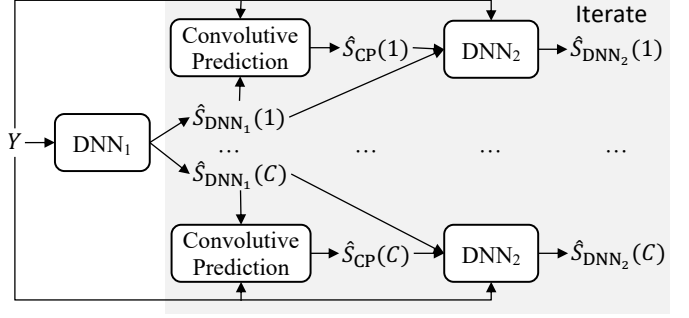 Iterate
Convolutive
Prediction
Ŝ_CP(1)
DNN₂
Ŝ_DNN₂(1)
Ŝ_DNN₁(1)
Y
DNN₁
... ... ... ...
Ŝ_DNN₁(C)
Convolutive
Prediction
Ŝ_CP(C)
DNN₂
Ŝ_DNN₂(C)